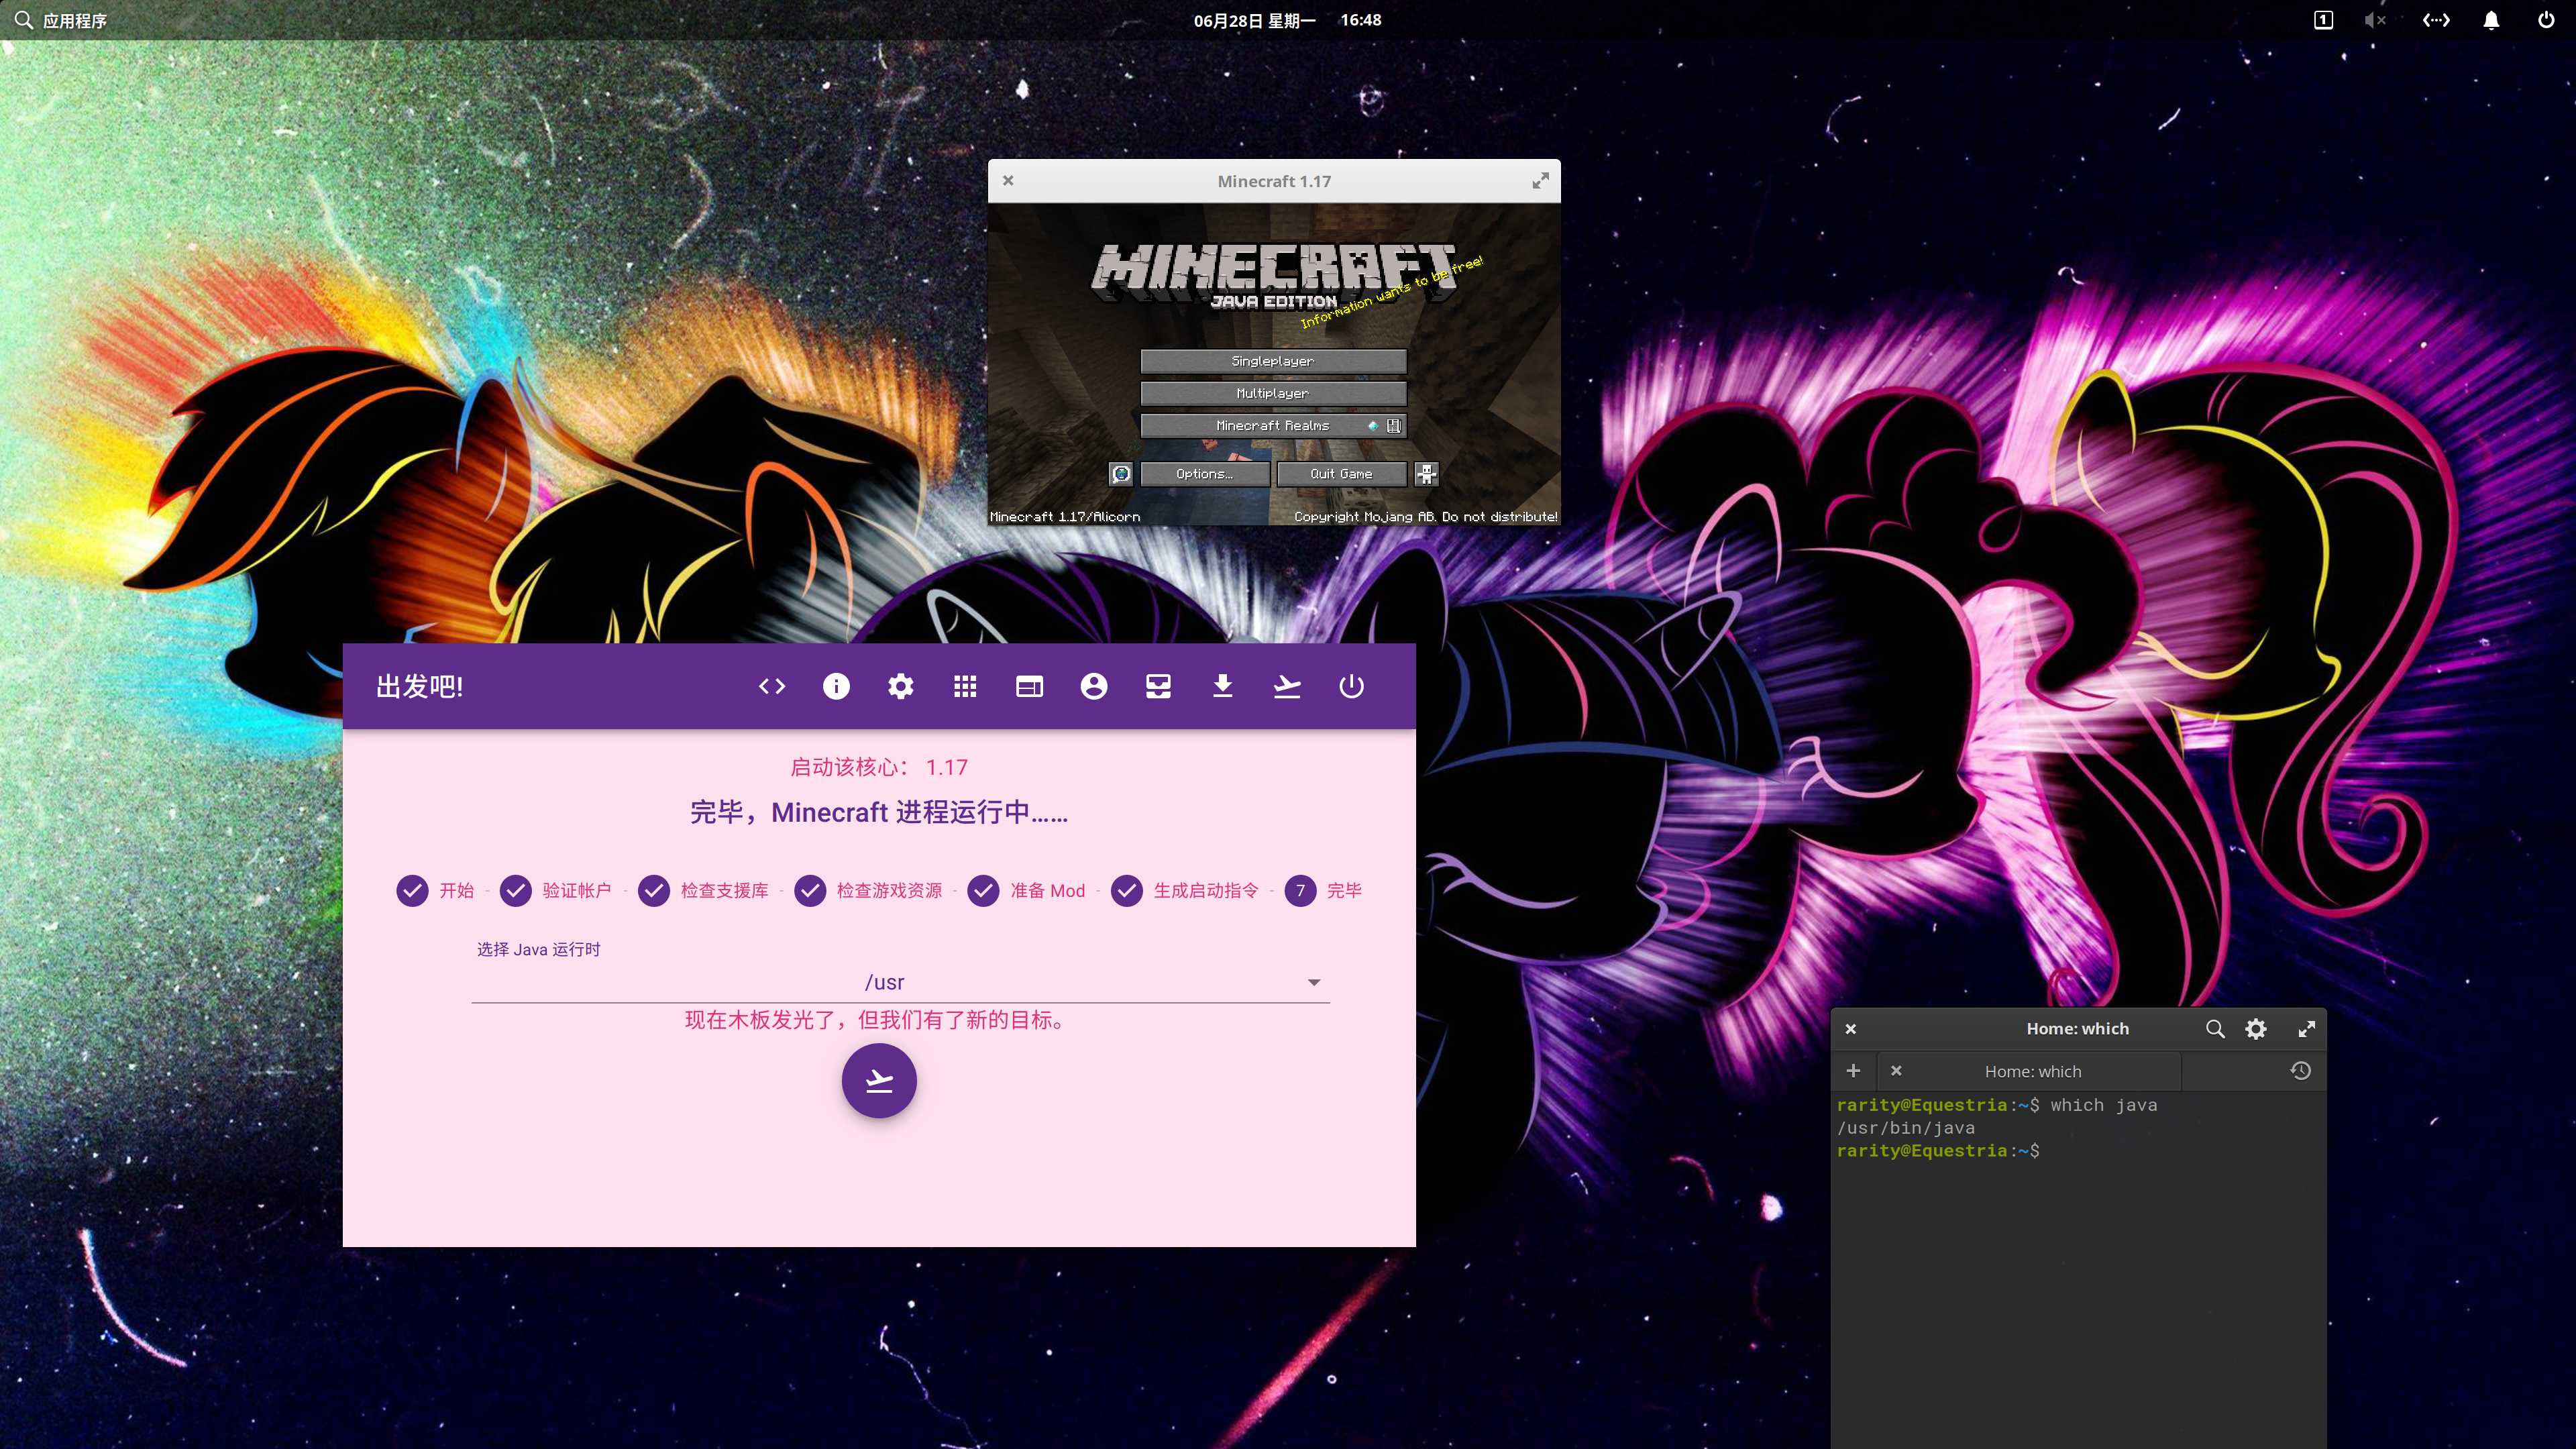 应用程序
06月28日 星期一 16:48
1
Minecraft 1.17
MINECRAFT
JAVA EDITION
Information wants to be free!
Singleplayer
Multiplayer
Minecraft Realms
Options...
Quit Game
Minecraft 1.17/Alicorn
Copyright Mojang AB. Do not distribute!
出发吧!
启动该核心： 1.17
完毕，Minecraft 进程运行中……
开始 - 验证帐户 - 检查支援库 - 检查游戏资源 - 准备 Mod - 生成启动指令 - 7 完毕
选择 Java 运行时
/usr
现在木板发光了，但我们有了新的目标。
Home: which
Home: which
rarity@Equestria:~$ which java
/usr/bin/java
rarity@Equestria:~$